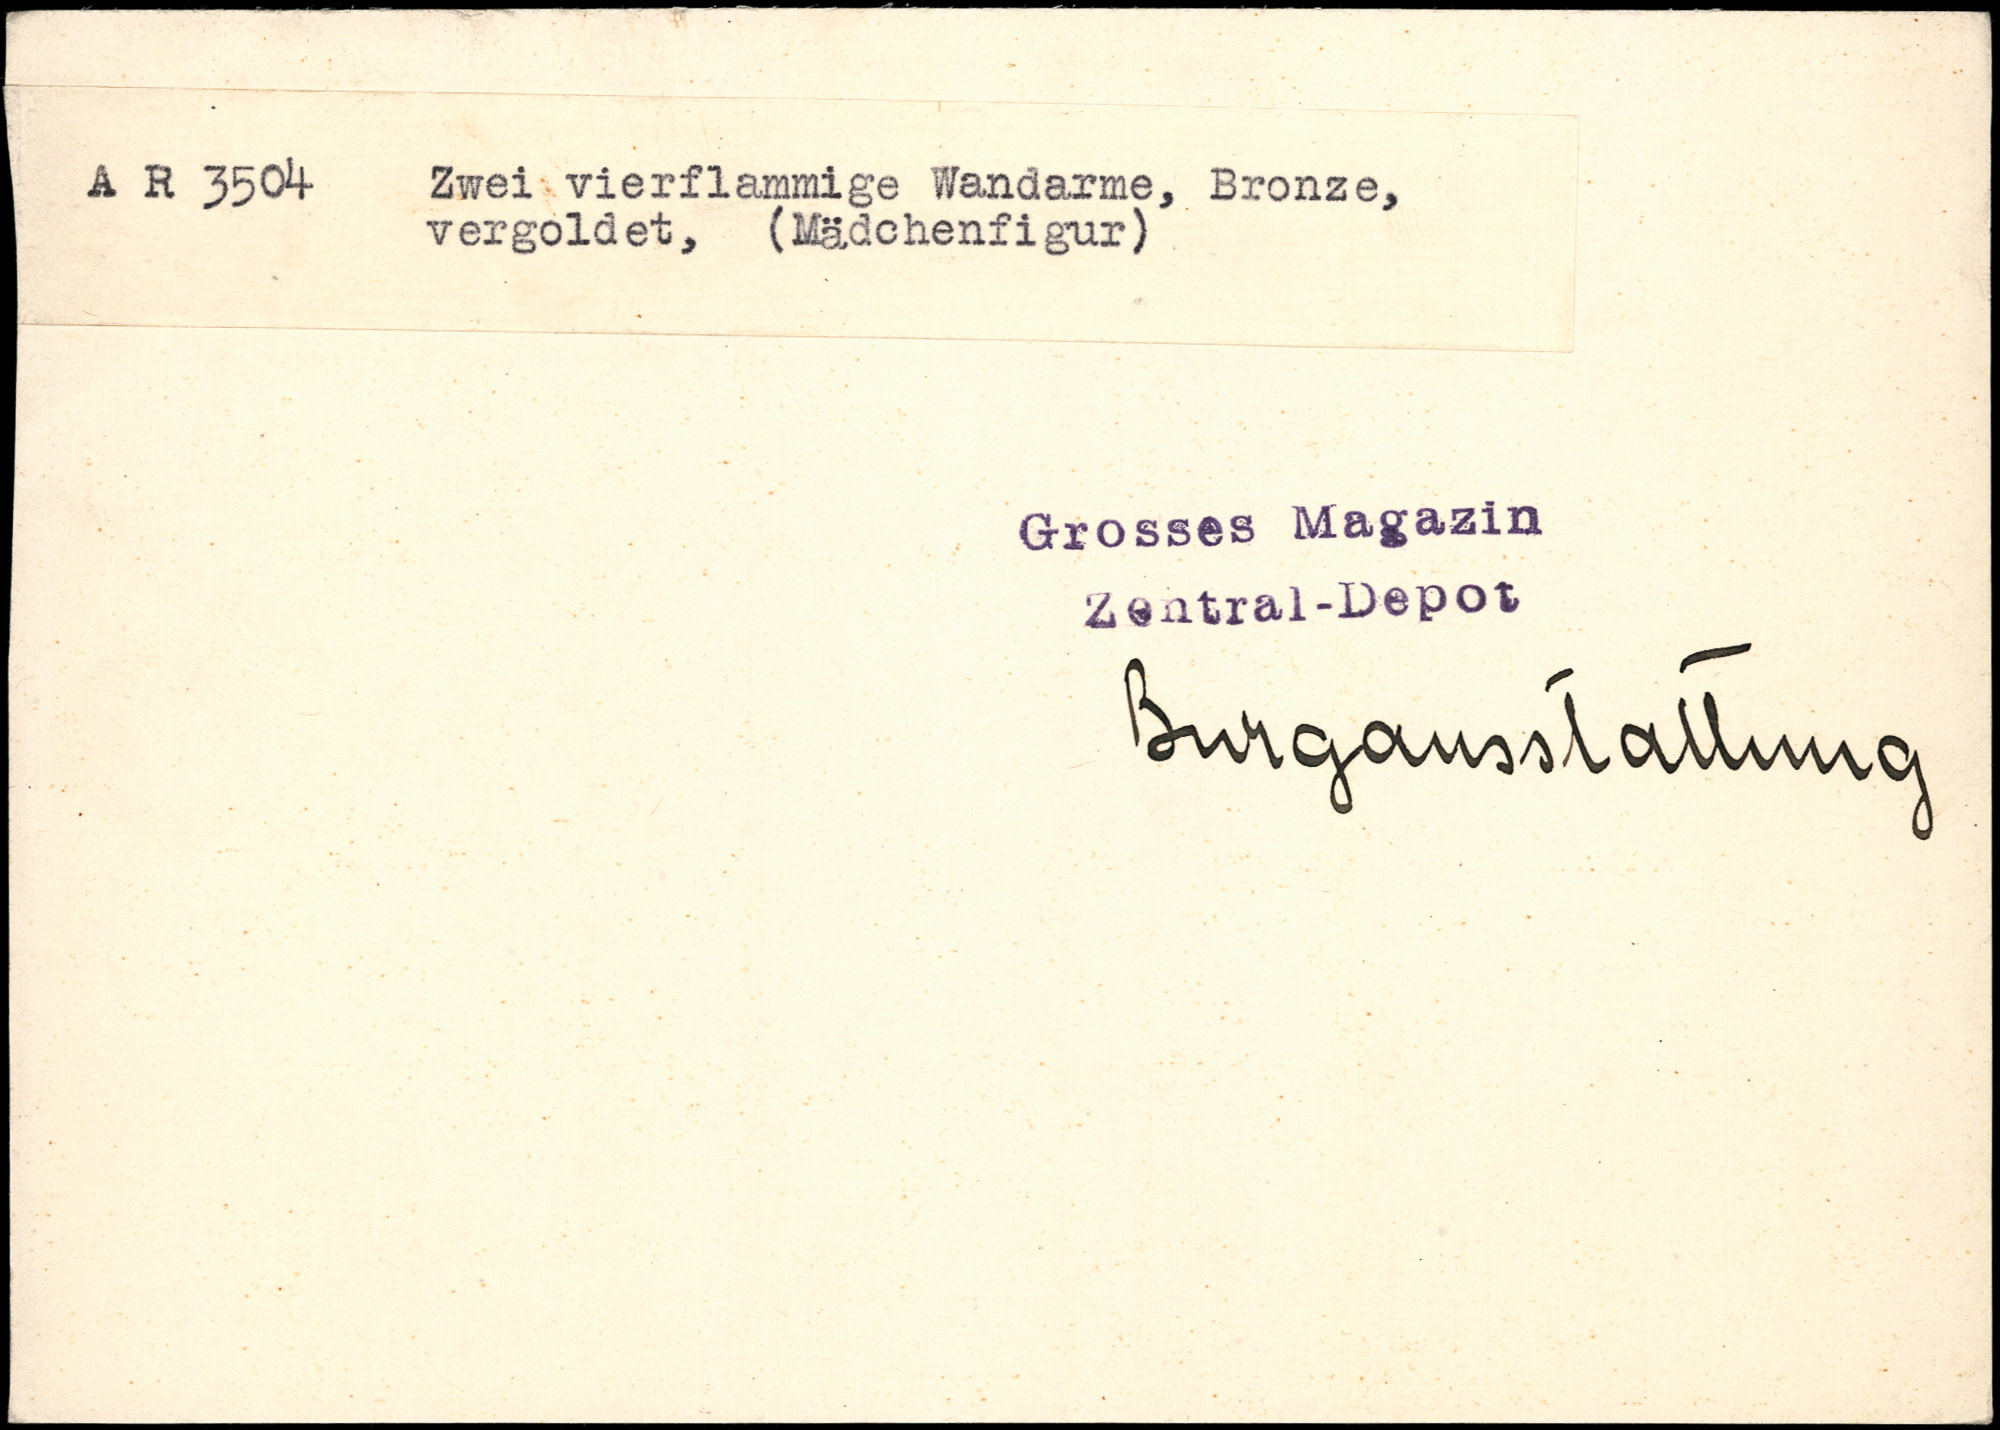 A R 3504 Zwei vierflammige Wandarme, Bronze,
vergoldet, (Mädchenfigur)
Grosses Magazin
Zentral-Depot
Burgausstattung